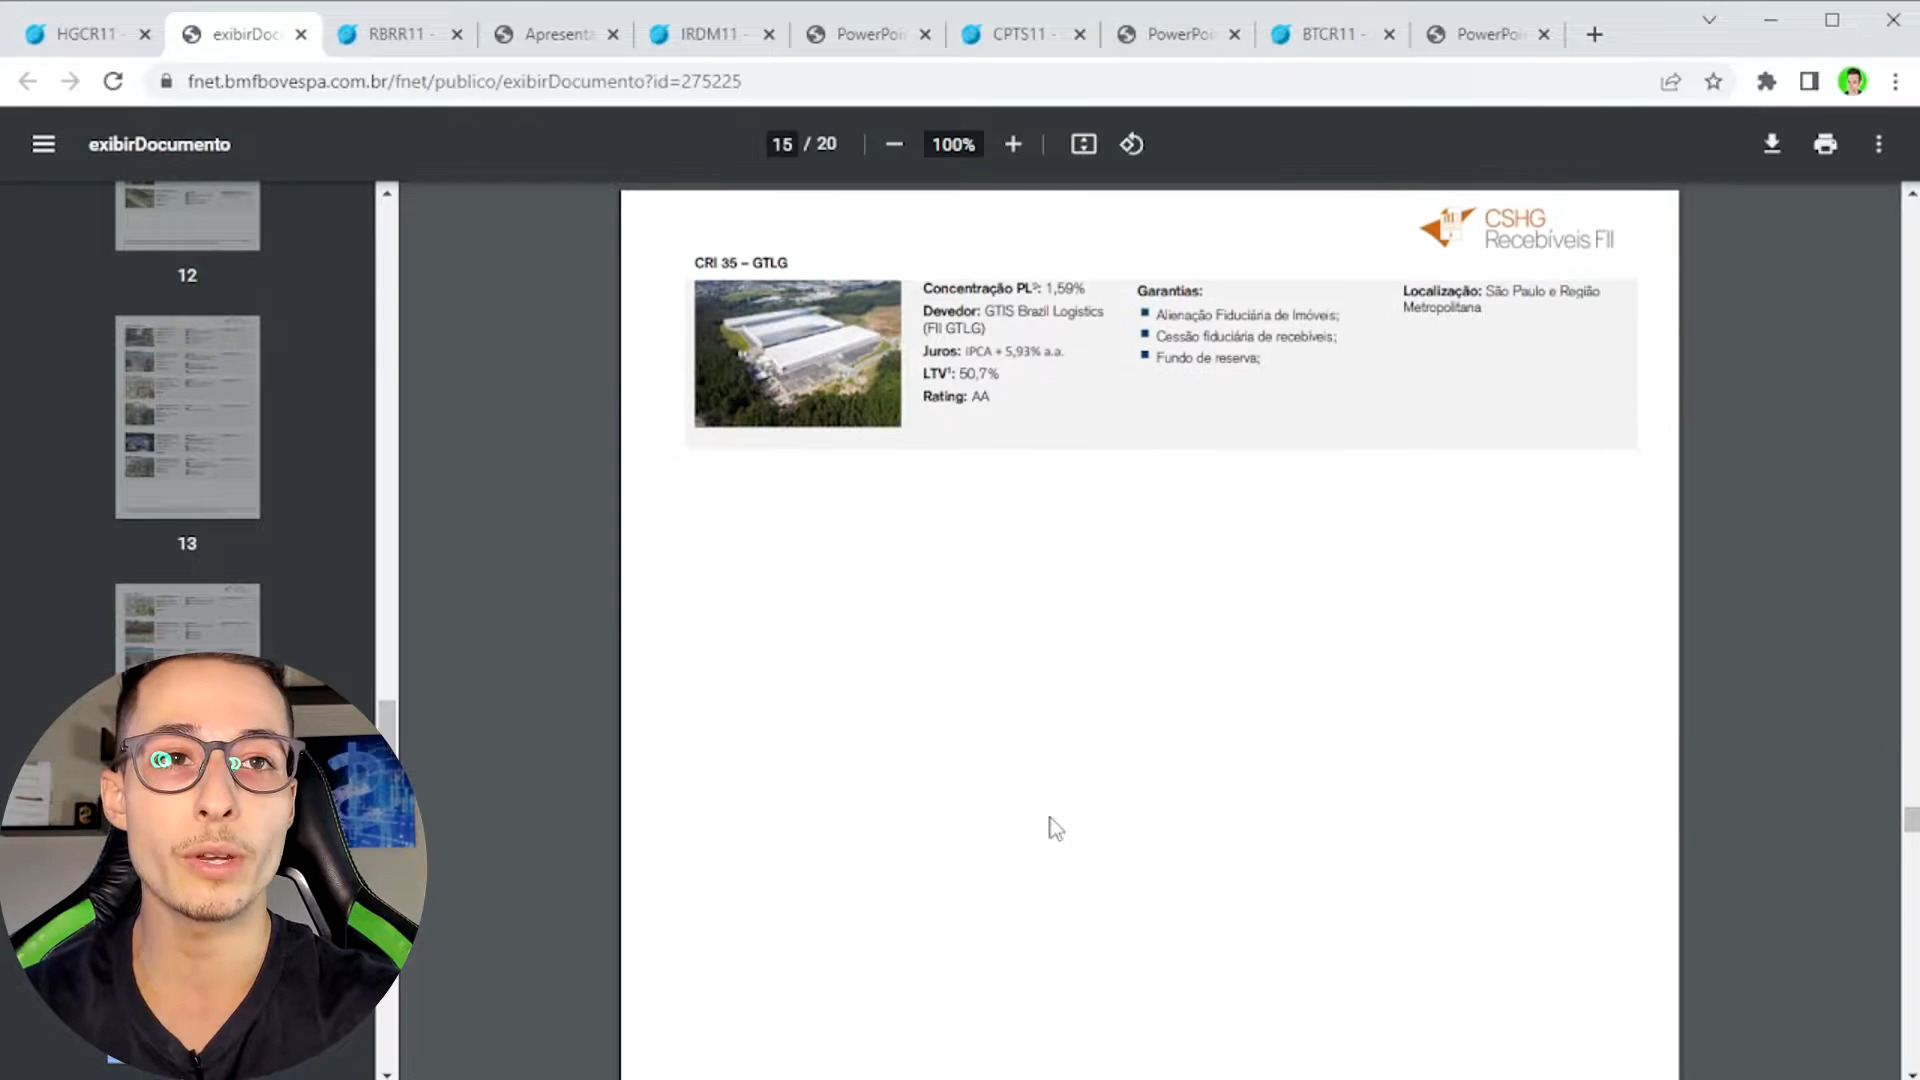 HGCR11 -
exibirDoc
RBRR11 -
Apresenta
IRDM11 -
PowerPoi
CPTS11 -
PowerPoi
BTCR11 -
PowerPoi
fnet.bmfbovespa.com.br/fnet/publico/exibirDocumento?id=275225
exibirDocumento
15 / 20
100%
12
13
CSHG
Recebíveis FII
CRI 35 – GTLG
Concentração PL⁵: 1,59%
Devedor: GTIS Brazil Logistics
(FII GTLG)
Juros: IPCA + 5,93% a.a.
LTV¹: 50,7%
Rating: AA
Garantias:
Alienação Fiduciária de Imóveis;
Cessão fiduciária de recebíveis;
Fundo de reserva;
Localização: São Paulo e Região
Metropolitana